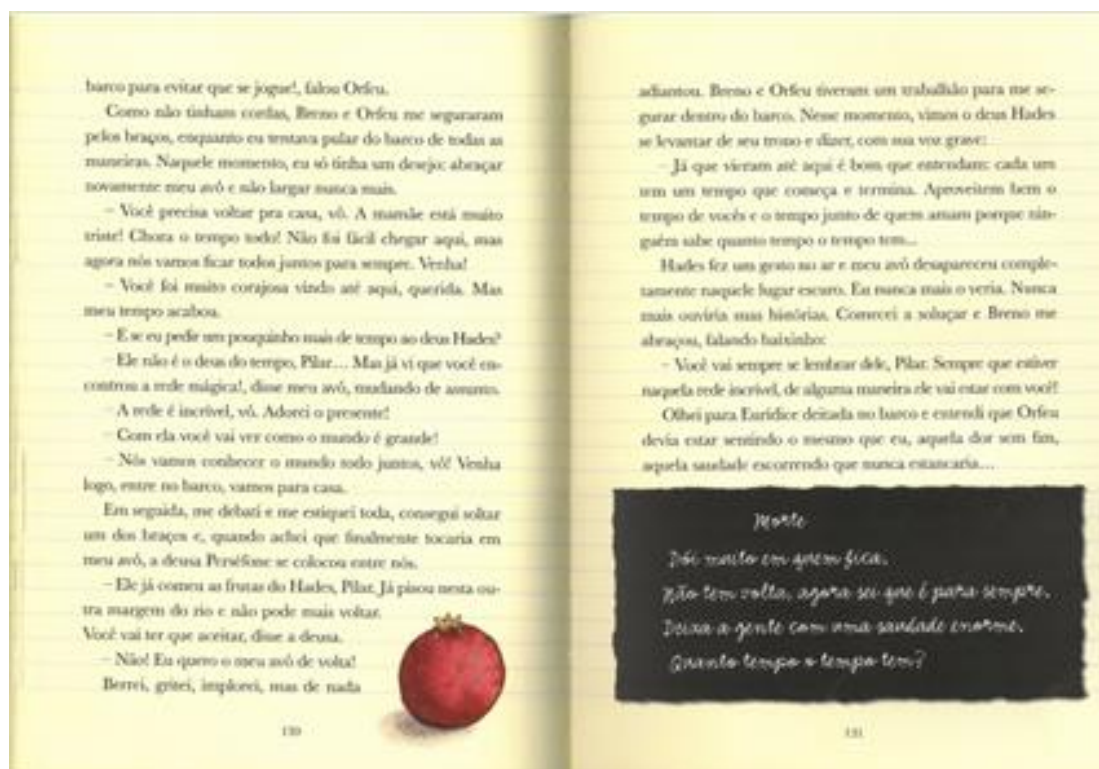 barco para evitar que se jogue!, falou Orfeu.
Como não tinham cordas, Breno e Orfeu me seguraram
pelos braços, enquanto eu tentava pular do barco de todas as
maneiras. Naquele momento, eu só tinha um desejo: abraçar
novamente meu avô e não largar nunca mais.
– Você precisa voltar pra casa, vô. A mamãe está muito
triste! Chora o tempo todo! Não foi fácil chegar aqui, mas
agora nós vamos ficar todos juntos para sempre. Venha!
– Você foi muito corajosa vindo até aqui, querida. Mas
meu tempo acabou.
– E se eu pedir um pouquinho mais de tempo ao deus Hades?
– Ele não é o deus do tempo, Pilar… Mas já vi que você en-
controu a rede mágica!, disse meu avô, mudando de assunto.
– A rede é incrível, vô. Adorei o presente!
– Com ela você vai ver como o mundo é grande!
– Nós vamos conhecer o mundo todo juntos, vô! Venha
logo, entre no barco, vamos para casa.
Em seguida, me debati e me estiquei toda, consegui soltar
um dos braços e, quando achei que finalmente tocaria em
meu avô, a deusa Perséfone se colocou entre nós.
– Ele já comeu as frutas do Hades, Pilar. Já pisou nesta ou-
tra margem do rio e não pode mais voltar.
Você vai ter que aceitar, disse a deusa.
– Não! Eu quero o meu avô de volta!
Berrei, gritei, implorei, mas de nada
130
adiantou. Breno e Orfeu tiveram um trabalhão para me se-
gurar dentro do barco. Nesse momento, vimos o deus Hades
se levantar de seu trono e dizer, com sua voz grave:
– Já que vieram até aqui é bom que entendam: cada um
tem um tempo que começa e termina. Aproveitem bem o
tempo de vocês e o tempo junto de quem amam porque nin-
guém sabe quanto tempo o tempo tem...
Hades fez um gesto no ar e meu avô desapareceu comple-
tamente naquele lugar escuro. Eu nunca mais o veria. Nunca
mais ouviria suas histórias. Comecei a soluçar e Breno me
abraçou, falando baixinho:
– Você vai sempre se lembrar dele, Pilar. Sempre que estiver
naquela rede incrível, de alguma maneira ele vai estar com você!
Olhei para Eurídice deitada no barco e entendi que Orfeu
devia estar sentindo o mesmo que eu, aquela dor sem fim,
aquela saudade escorrendo que nunca estancaria…
Morte
Dói muito em quem fica.
Não tem volta, agora sei que é para sempre.
Deixa a gente com uma saudade enorme.
Quanto tempo o tempo tem?
131